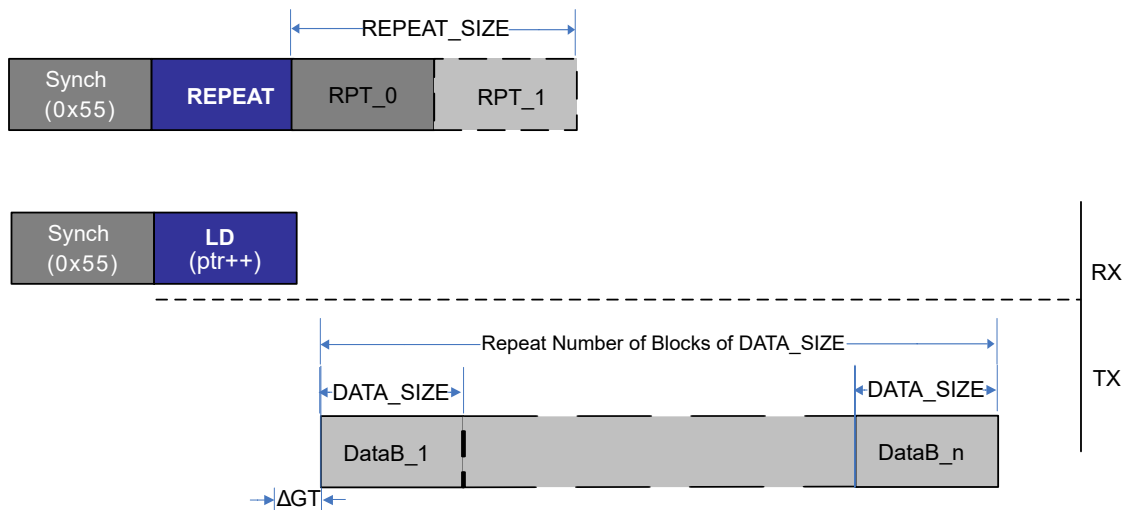 REPEAT_SIZE
Synch
(0x55)
REPEAT
RPT_0
RPT_1
Synch
(0x55)
LD
(ptr++)
RX
Repeat Number of Blocks of DATA_SIZE
TX
DATA_SIZE
DATA_SIZE
DataB_1
DataB_n
ΔGT